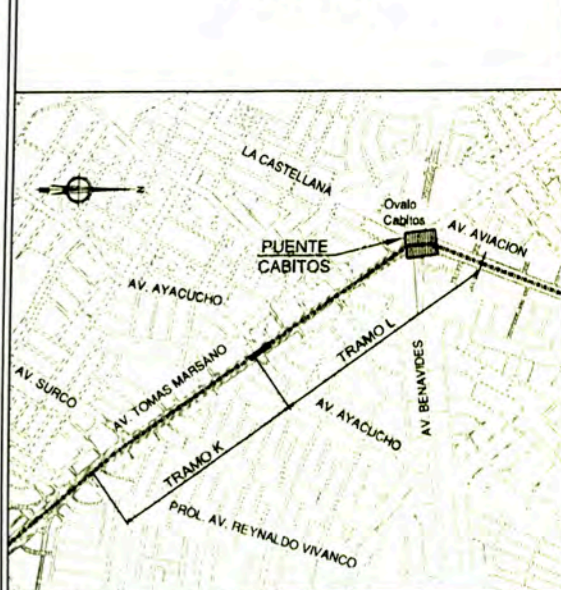 LA CASTELLANA
Ovalo
Cabitos
N
AV. AVIACION
PUENTE
CABITOS
AV. AYACUCHO
TRAMO L
AV. SURCO
AV. TOMAS MARSANO
AV. BENAVIDES
AV. AYACUCHO
TRAMO K
PROL. AV. REYNALDO VIVANCO